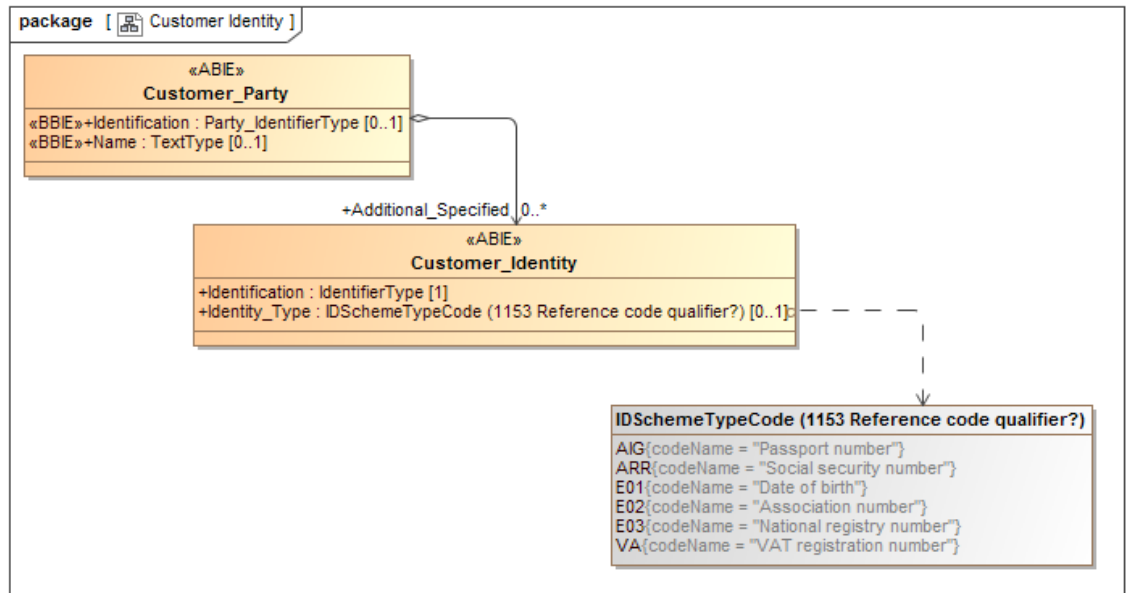 package [ Customer Identity ]
«ABIE»
Customer_Party
«BBIE»+Identification : Party_IdentifierType [0..1]
«BBIE»+Name : TextType [0..1]
+Additional_Specified 0..*
«ABIE»
Customer_Identity
+Identification : IdentifierType [1]
+Identity_Type : IDSchemeTypeCode (1153 Reference code qualifier?) [0..1]
IDSchemeTypeCode (1153 Reference code qualifier?)
AIG{codeName = "Passport number"}
ARR{codeName = "Social security number"}
E01{codeName = "Date of birth"}
E02{codeName = "Association number"}
E03{codeName = "National registry number"}
VA{codeName = "VAT registration number"}